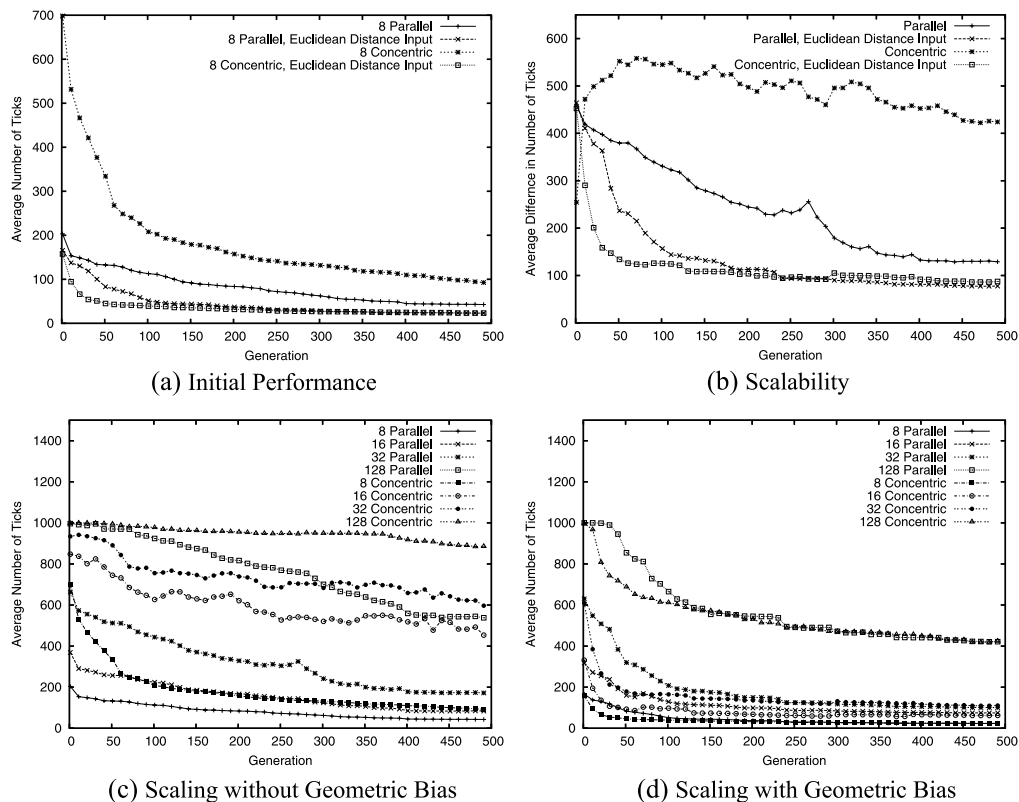 700
600
500
400
300
200
100
0
0 50 100 150 200 250 300 350 400 450 500
Average Number of Ticks
Generation
8 Parallel
8 Parallel, Euclidean Distance Input
8 Concentric
8 Concentric, Euclidean Distance Input
(a) Initial Performance
600
500
400
300
200
100
0
0 50 100 150 200 250 300 350 400 450 500
Average Differnce in Number of Ticks
Generation
Parallel
Parallel, Euclidean Distance Input
Concentric
Concentric, Euclidean Distance Input
(b) Scalability
1400
1200
1000
800
600
400
200
0
0 50 100 150 200 250 300 350 400 450 500
Average Number of Ticks
Generation
8 Parallel
16 Parallel
32 Parallel
128 Parallel
8 Concentric
16 Concentric
32 Concentric
128 Concentric
(c) Scaling without Geometric Bias
1400
1200
1000
800
600
400
200
0
0 50 100 150 200 250 300 350 400 450 500
Average Number of Ticks
Generation
8 Parallel
16 Parallel
32 Parallel
128 Parallel
8 Concentric
16 Concentric
32 Concentric
128 Concentric
(d) Scaling with Geometric Bias